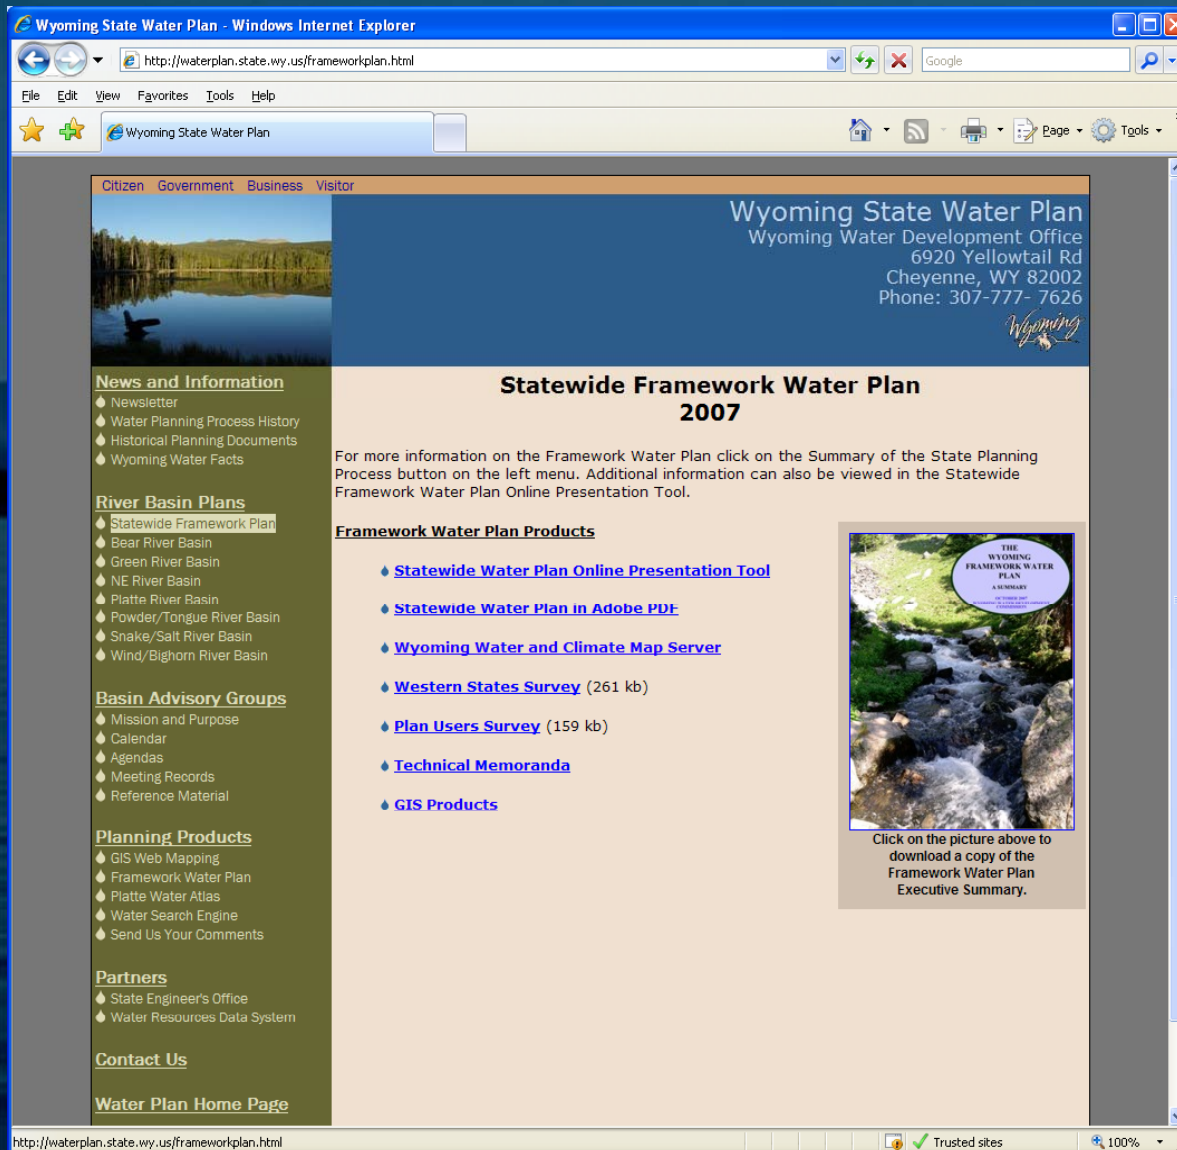 Wyoming State Water Plan - Windows Internet Explorer
http://waterplan.state.wy.us/frameworkplan.html
Google
File Edit View Favorites Tools Help
Wyoming State Water Plan
Page Tools
Citizen Government Business Visitor
Wyoming State Water Plan
Wyoming Water Development Office
6920 Yellowtail Rd
Cheyenne, WY 82002
Phone: 307-777- 7626
Wyoming
News and Information
Newsletter
Water Planning Process History
Historical Planning Documents
Wyoming Water Facts
River Basin Plans
Statewide Framework Plan
Bear River Basin
Green River Basin
NE River Basin
Platte River Basin
Powder/Tongue River Basin
Snake/Salt River Basin
Wind/Bighorn River Basin
Basin Advisory Groups
Mission and Purpose
Calendar
Agendas
Meeting Records
Reference Material
Planning Products
GIS Web Mapping
Framework Water Plan
Platte Water Atlas
Water Search Engine
Send Us Your Comments
Partners
State Engineer's Office
Water Resources Data System
Contact Us
Water Plan Home Page
Statewide Framework Water Plan
2007
For more information on the Framework Water Plan click on the Summary of the State Planning
Process button on the left menu. Additional information can also be viewed in the Statewide
Framework Water Plan Online Presentation Tool.
Framework Water Plan Products
Statewide Water Plan Online Presentation Tool
Statewide Water Plan in Adobe PDF
Wyoming Water and Climate Map Server
Western States Survey (261 kb)
Plan Users Survey (159 kb)
Technical Memoranda
GIS Products
THE
WYOMING
FRAMEWORK WATER
PLAN
A SUMMARY
OCTOBER 2007
Click on the picture above to
download a copy of the
Framework Water Plan
Executive Summary.
http://waterplan.state.wy.us/frameworkplan.html
Trusted sites
100%